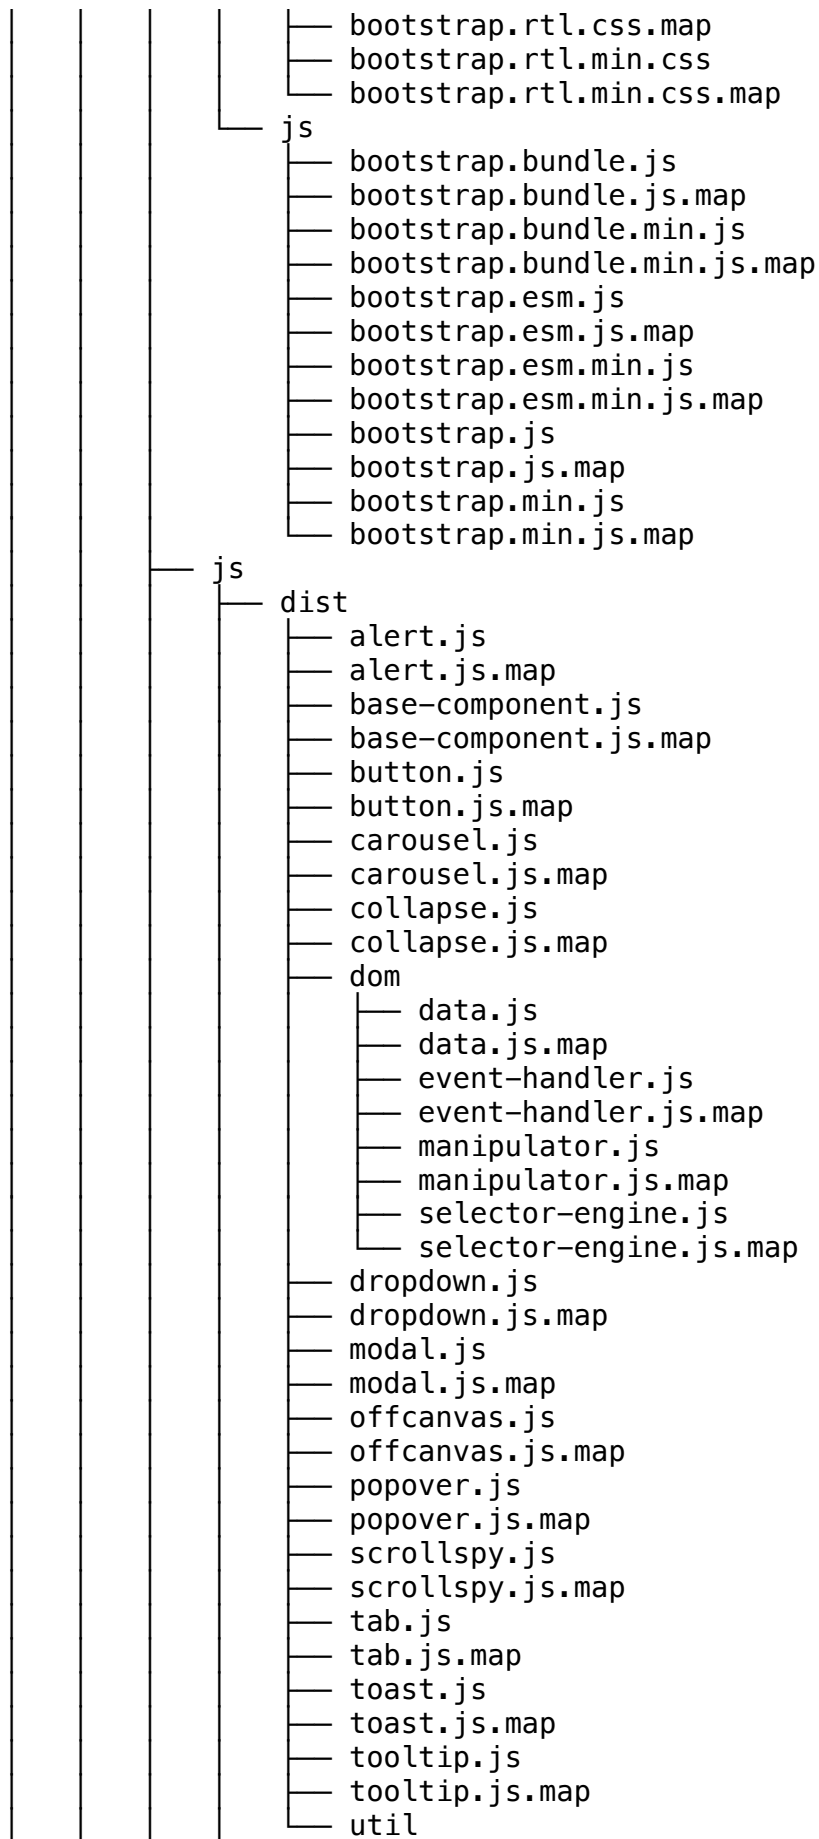 │   │   │   │   ├── bootstrap.rtl.css.map
│   │   │   │   ├── bootstrap.rtl.min.css
│   │   │   │   └── bootstrap.rtl.min.css.map
│   │   │   └── js
│   │   │       ├── bootstrap.bundle.js
│   │   │       ├── bootstrap.bundle.js.map
│   │   │       ├── bootstrap.bundle.min.js
│   │   │       ├── bootstrap.bundle.min.js.map
│   │   │       ├── bootstrap.esm.js
│   │   │       ├── bootstrap.esm.js.map
│   │   │       ├── bootstrap.esm.min.js
│   │   │       ├── bootstrap.esm.min.js.map
│   │   │       ├── bootstrap.js
│   │   │       ├── bootstrap.js.map
│   │   │       ├── bootstrap.min.js
│   │   │       └── bootstrap.min.js.map
│   │   ├── js
│   │   │   ├── dist
│   │   │   │   ├── alert.js
│   │   │   │   ├── alert.js.map
│   │   │   │   ├── base-component.js
│   │   │   │   ├── base-component.js.map
│   │   │   │   ├── button.js
│   │   │   │   ├── button.js.map
│   │   │   │   ├── carousel.js
│   │   │   │   ├── carousel.js.map
│   │   │   │   ├── collapse.js
│   │   │   │   ├── collapse.js.map
│   │   │   │   ├── dom
│   │   │   │   │   ├── data.js
│   │   │   │   │   ├── data.js.map
│   │   │   │   │   ├── event-handler.js
│   │   │   │   │   ├── event-handler.js.map
│   │   │   │   │   ├── manipulator.js
│   │   │   │   │   ├── manipulator.js.map
│   │   │   │   │   ├── selector-engine.js
│   │   │   │   │   └── selector-engine.js.map
│   │   │   │   ├── dropdown.js
│   │   │   │   ├── dropdown.js.map
│   │   │   │   ├── modal.js
│   │   │   │   ├── modal.js.map
│   │   │   │   ├── offcanvas.js
│   │   │   │   ├── offcanvas.js.map
│   │   │   │   ├── popover.js
│   │   │   │   ├── popover.js.map
│   │   │   │   ├── scrollspy.js
│   │   │   │   ├── scrollspy.js.map
│   │   │   │   ├── tab.js
│   │   │   │   ├── tab.js.map
│   │   │   │   ├── toast.js
│   │   │   │   ├── toast.js.map
│   │   │   │   ├── tooltip.js
│   │   │   │   ├── tooltip.js.map
│   │   │   │   └── util